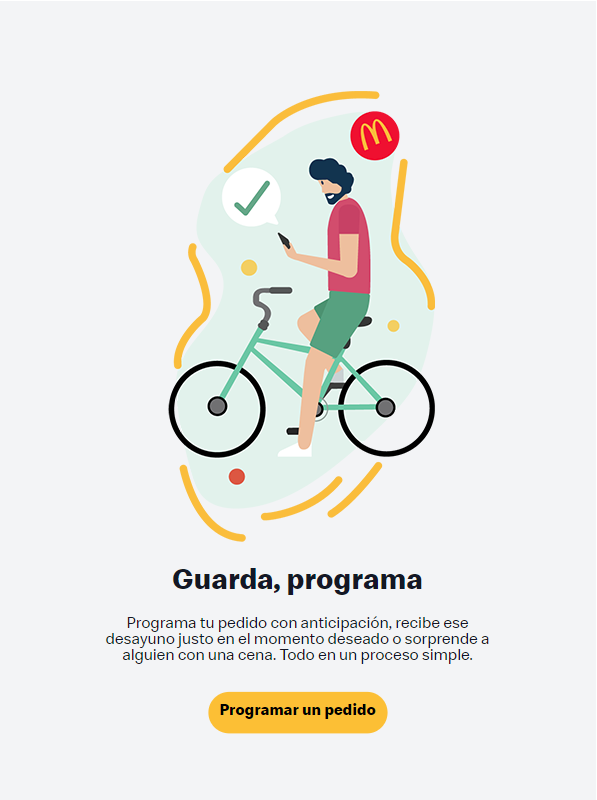 Guarda, programa
Programa tu pedido con anticipación, recibe ese
desayuno justo en el momento deseado o sorprende a
alguien con una cena. Todo en un proceso simple.
Programar un pedido